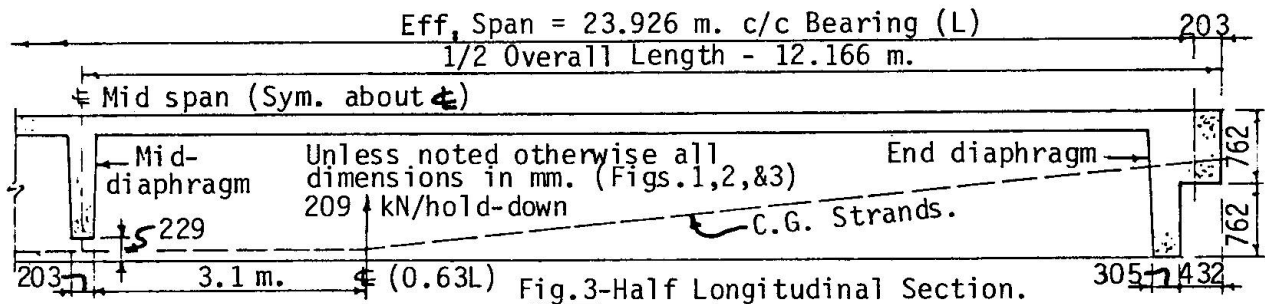 Eff. Span = 23.926 m. c/c Bearing (L)
203
1/2 Overall Length - 12.166 m.
℄ Mid span (Sym. about ℄)
Mid-
diaphragm
Unless noted otherwise all
dimensions in mm. (Figs.1,2,&3)
209 kN/hold-down
End diaphragm
762
229
C.G. Strands.
762
203
3.1 m.
℄ (0.63L)
305
432
Fig.3-Half Longitudinal Section.